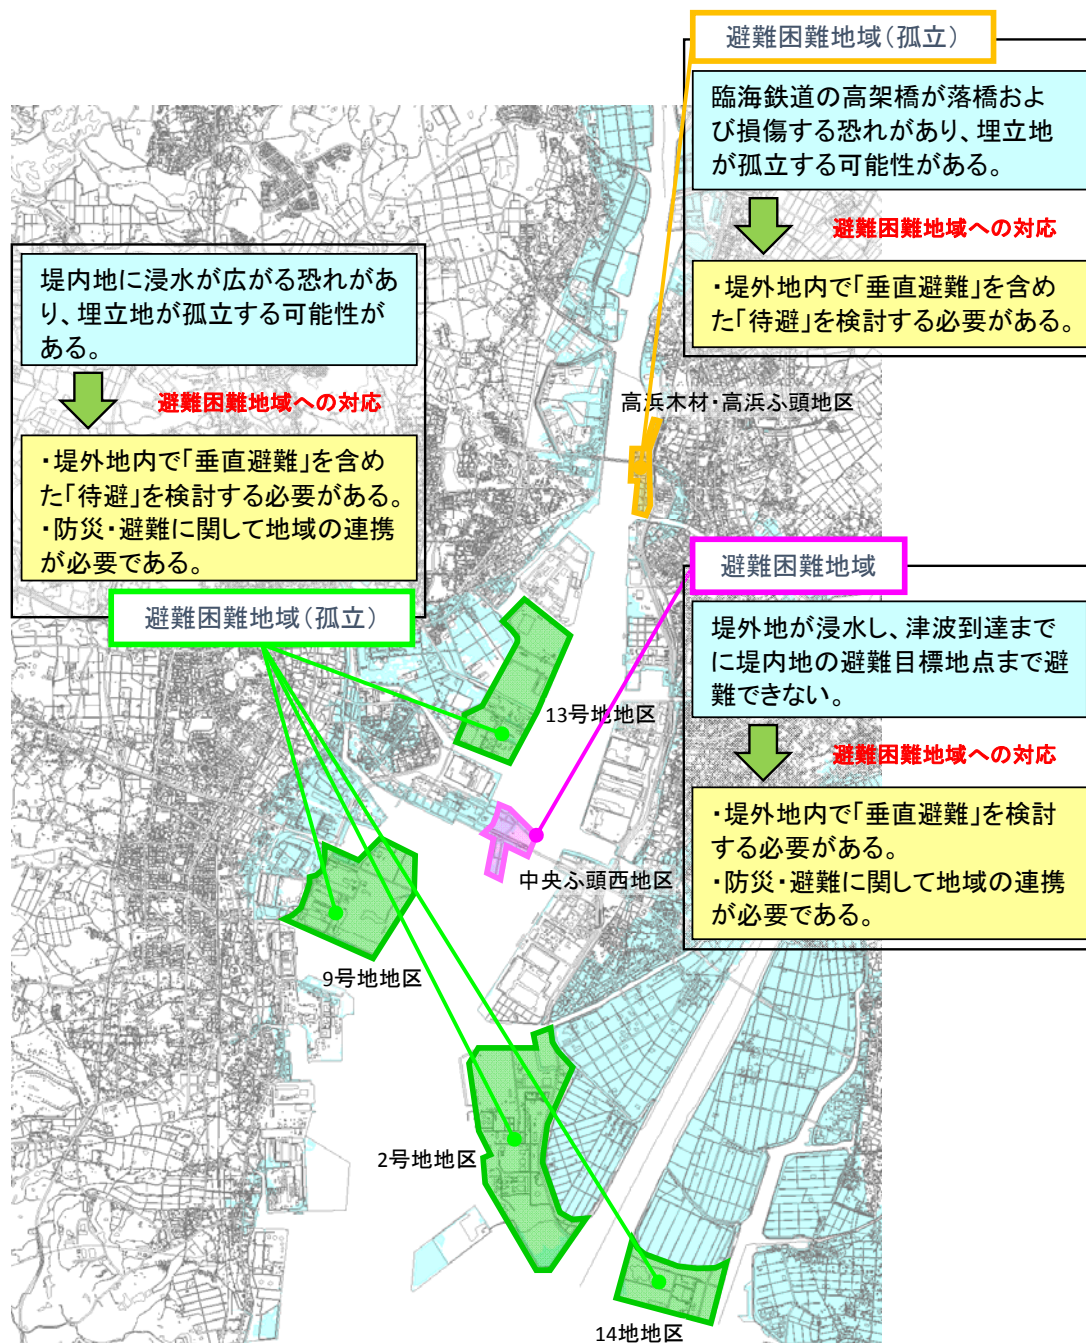 避難困難地域(孤立)
臨海鉄道の高架橋が落橋およ
び損傷する恐れがあり、埋立地
が孤立する可能性がある。
避難困難地域への対応
・堤外地内で「垂直避難」を含め
た「待避」を検討する必要がある。
堤内地に浸水が広がる恐れがあ
り、埋立地が孤立する可能性が
ある。
避難困難地域への対応
・堤外地内で「垂直避難」を含め
た「待避」を検討する必要がある。
・防災・避難に関して地域の連携
が必要である。
避難困難地域(孤立)
高浜木材・高浜ふ頭地区
避難困難地域
堤外地が浸水し、津波到達まで
に堤内地の避難目標地点まで避
難できない。
避難困難地域への対応
・堤外地内で「垂直避難」を検討
する必要がある。
・防災・避難に関して地域の連携
が必要である。
13号地地区
中央ふ頭西地区
9号地地区
2号地地区
14地地区